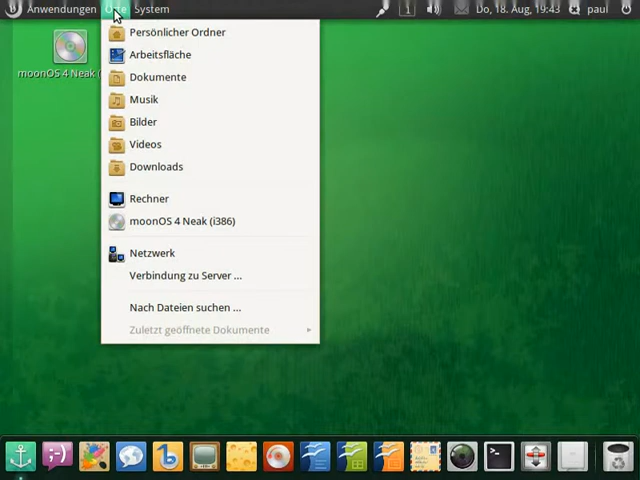 Anwendungen Orte System 1 Do, 18. Aug, 19:43 paul
Persönlicher Ordner
Arbeitsfläche
moonOS 4 Neak (
Dokumente
Musik
Bilder
Videos
Downloads
Rechner
moonOS 4 Neak (i386)
Netzwerk
Verbindung zu Server ...
Nach Dateien suchen ...
Zuletzt geöffnete Dokumente
;-)
>_